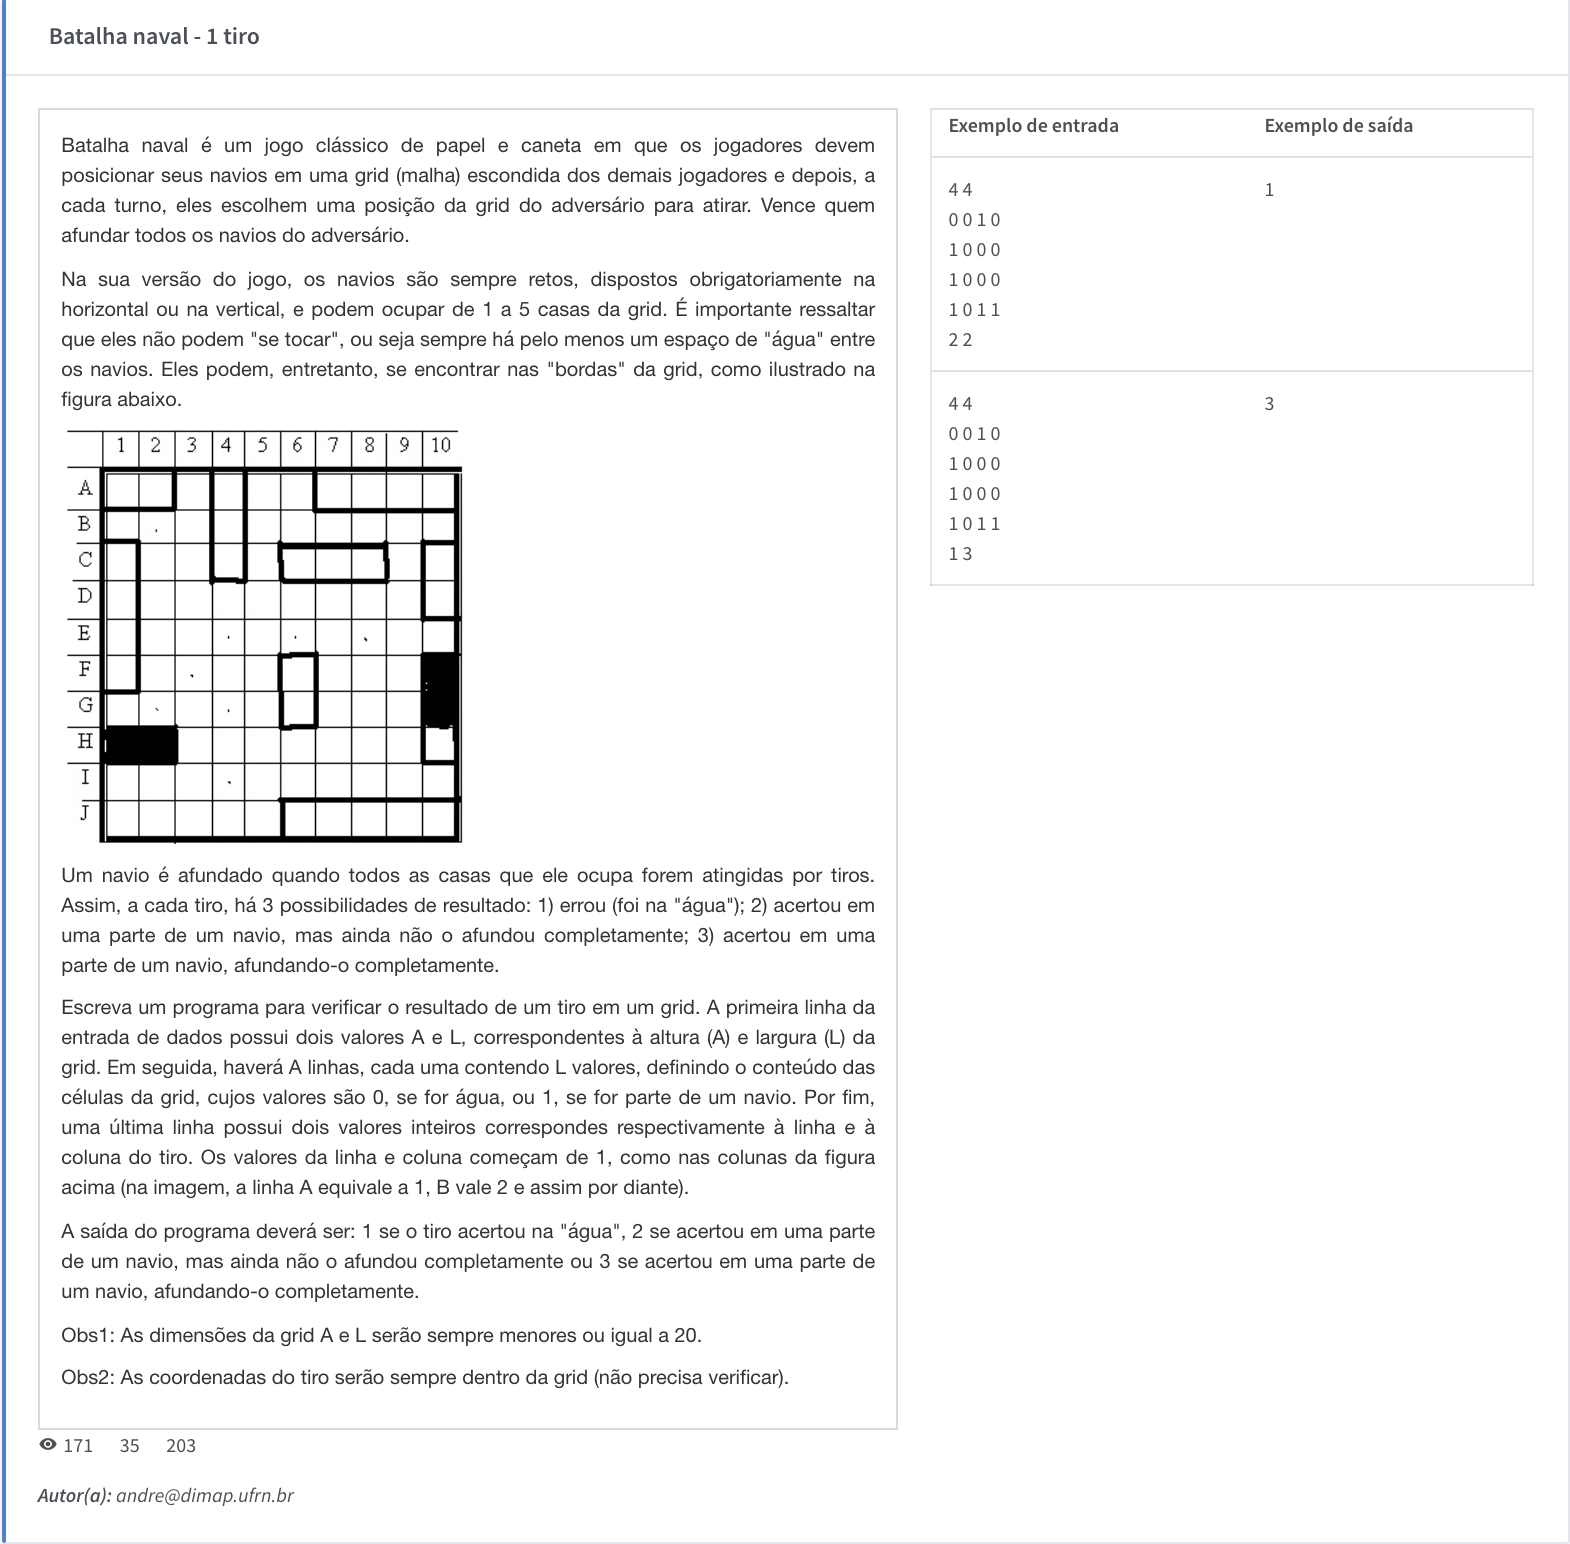 Batalha naval - 1 tiro
Batalha naval é um jogo clássico de papel e caneta em que os jogadores devem
posicionar seus navios em uma grid (malha) escondida dos demais jogadores e depois, a
cada turno, eles escolhem uma posição da grid do adversário para atirar. Vence quem
afundar todos os navios do adversário.
Na sua versão do jogo, os navios são sempre retos, dispostos obrigatoriamente na
horizontal ou na vertical, e podem ocupar de 1 a 5 casas da grid. É importante ressaltar
que eles não podem "se tocar", ou seja sempre há pelo menos um espaço de "água" entre
os navios. Eles podem, entretanto, se encontrar nas "bordas" da grid, como ilustrado na
figura abaixo.
1 2 3 4 5 6 7 8 9 10
A
B
C
D
E
F
G
H
I
J
Um navio é afundado quando todos as casas que ele ocupa forem atingidas por tiros.
Assim, a cada tiro, há 3 possibilidades de resultado: 1) errou (foi na "água"); 2) acertou em
uma parte de um navio, mas ainda não o afundou completamente; 3) acertou em uma
parte de um navio, afundando-o completamente.
Escreva um programa para verificar o resultado de um tiro em um grid. A primeira linha da
entrada de dados possui dois valores A e L, correspondentes à altura (A) e largura (L) da
grid. Em seguida, haverá A linhas, cada uma contendo L valores, definindo o conteúdo das
células da grid, cujos valores são 0, se for água, ou 1, se for parte de um navio. Por fim,
uma última linha possui dois valores inteiros correspondes respectivamente à linha e à
coluna do tiro. Os valores da linha e coluna começam de 1, como nas colunas da figura
acima (na imagem, a linha A equivale a 1, B vale 2 e assim por diante).
A saída do programa deverá ser: 1 se o tiro acertou na "água", 2 se acertou em uma parte
de um navio, mas ainda não o afundou completamente ou 3 se acertou em uma parte de
um navio, afundando-o completamente.
Obs1: As dimensões da grid A e L serão sempre menores ou igual a 20.
Obs2: As coordenadas do tiro serão sempre dentro da grid (não precisa verificar).
171 35 203
Autor(a): andre@dimap.ufrn.br
Exemplo de entrada Exemplo de saída
4 4 1
0 0 1 0
1 0 0 0
1 0 0 0
1 0 1 1
2 2
4 4 3
0 0 1 0
1 0 0 0
1 0 0 0
1 0 1 1
1 3